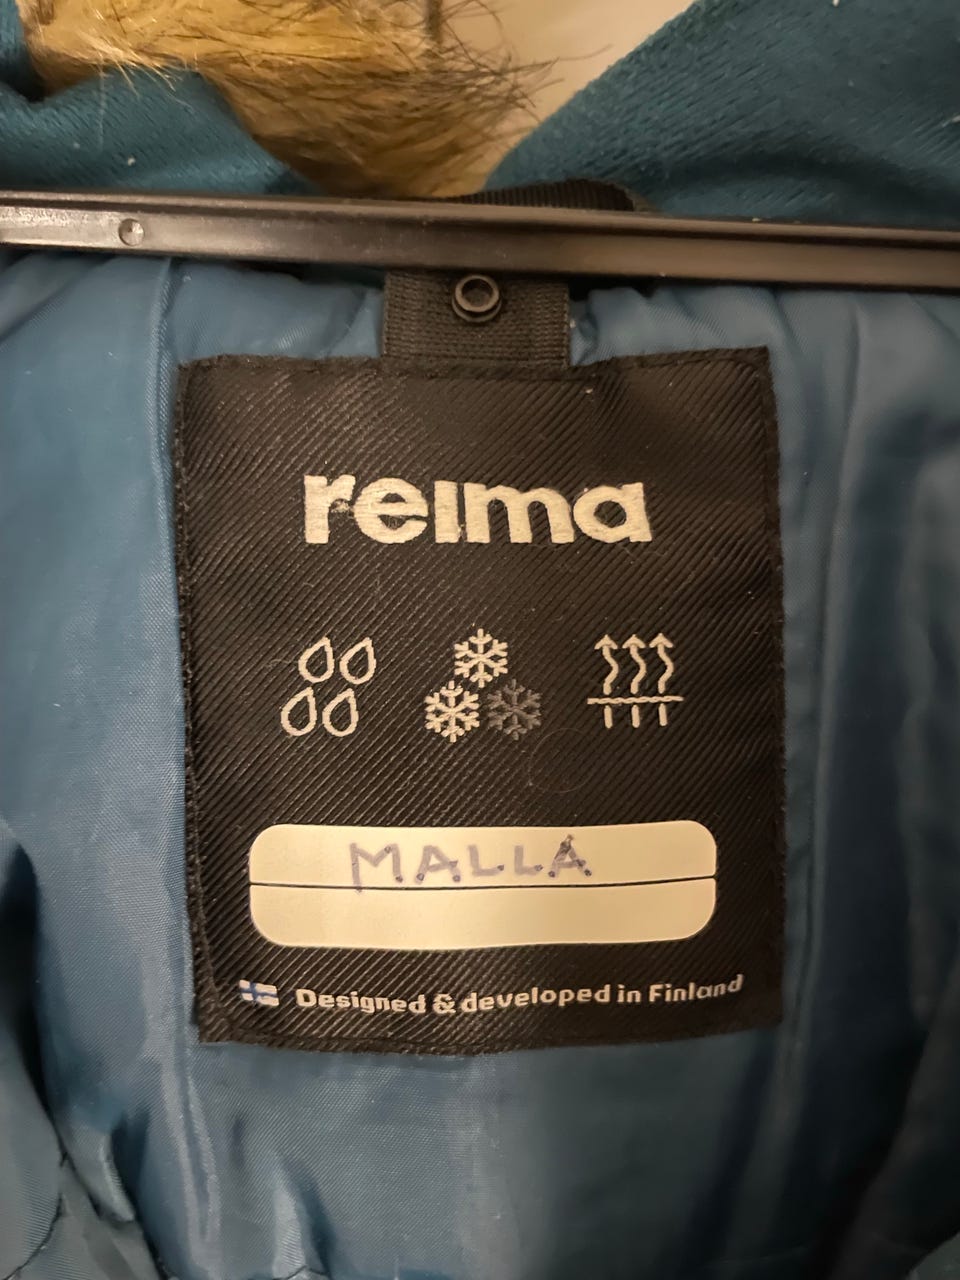 reima
MALLA
Designed & developed in Finland